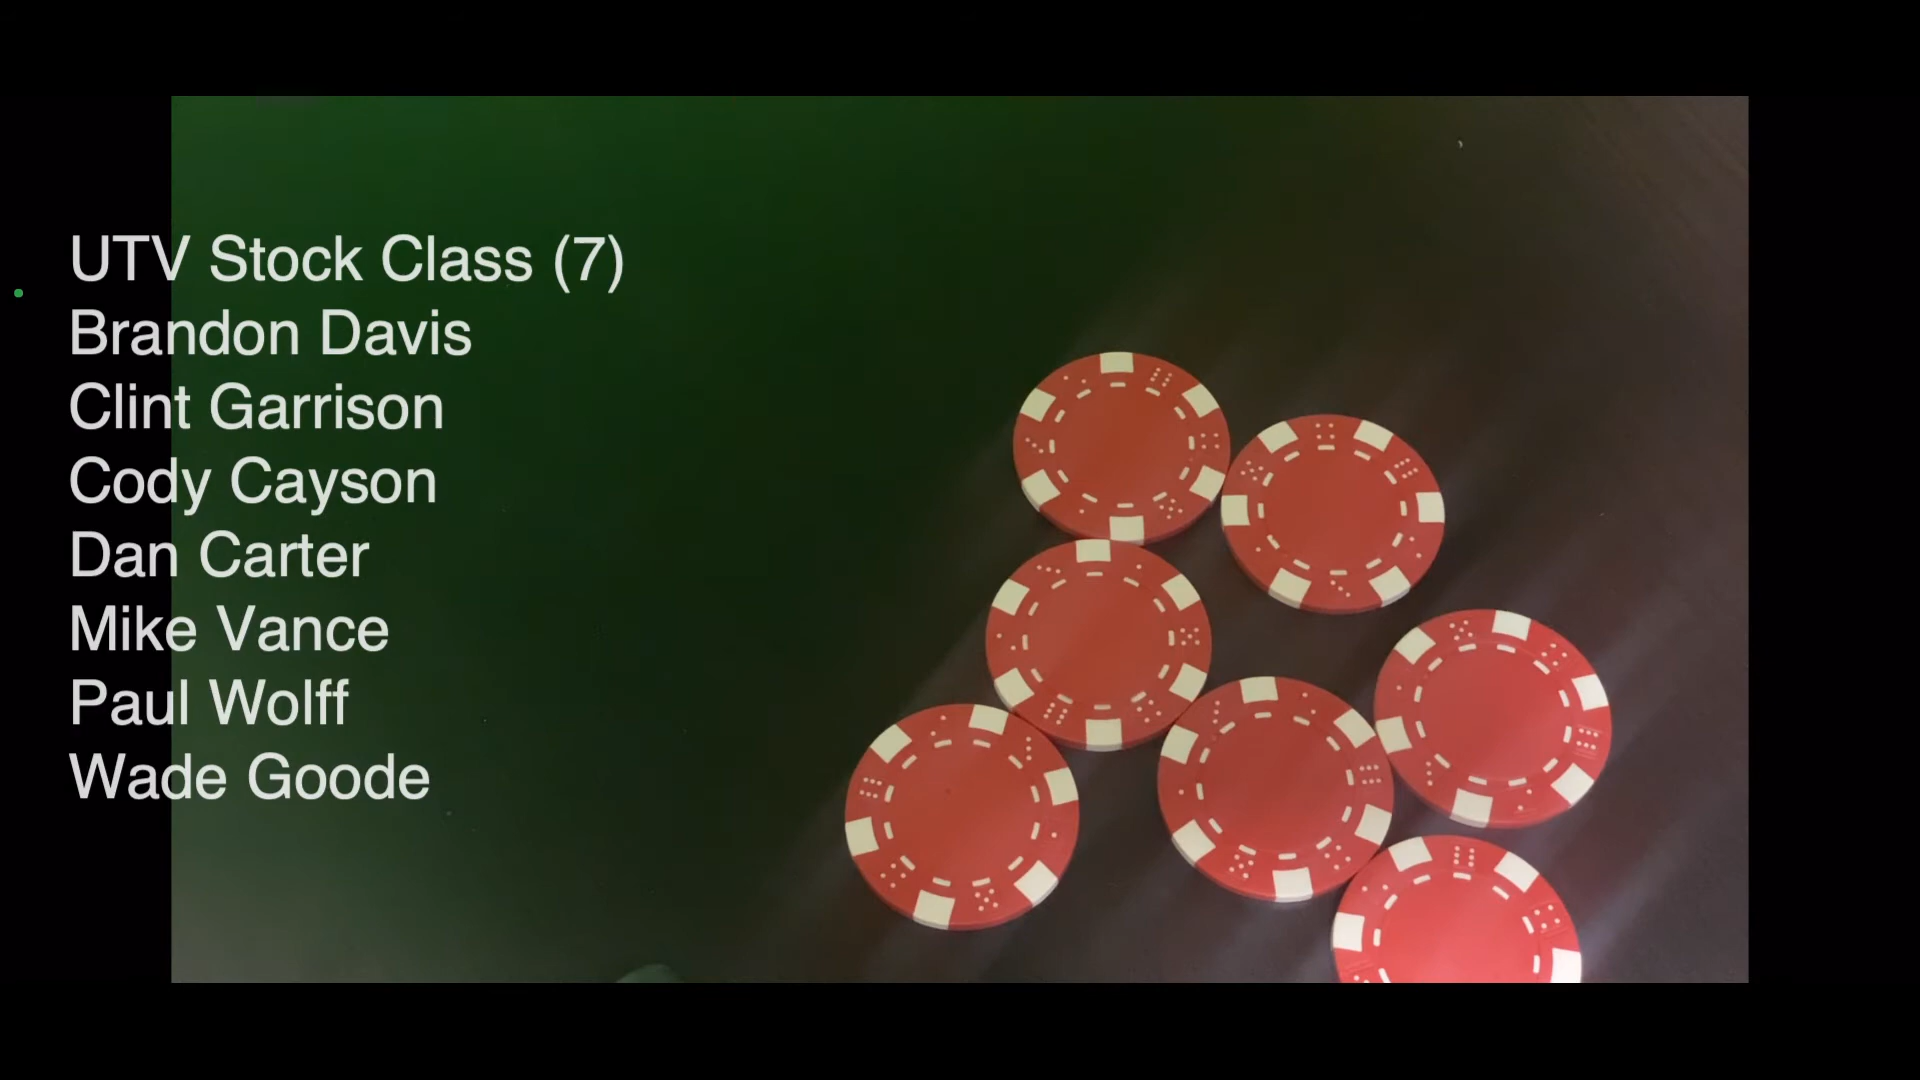 UTV Stock Class (7)
Brandon Davis
Clint Garrison
Cody Cayson
Dan Carter
Mike Vance
Paul Wolff
Wade Goode